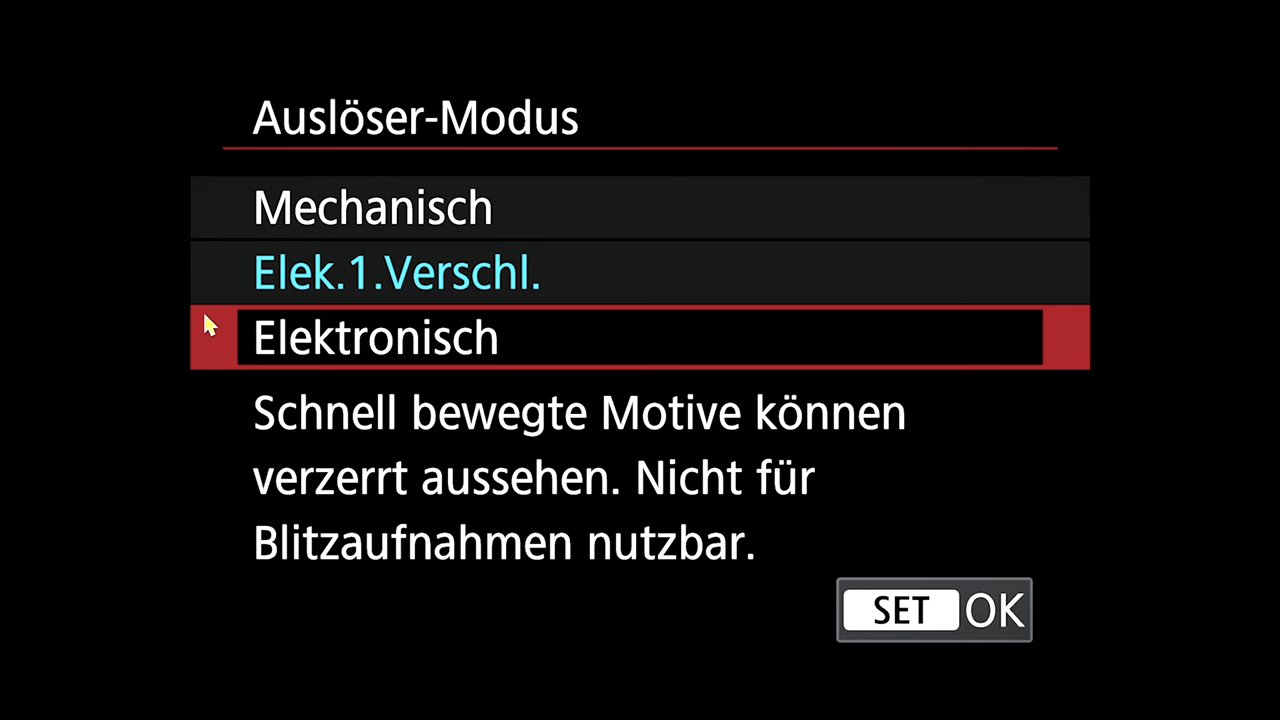 Auslöser-Modus
Mechanisch
Elek.1.Verschl.
Elektronisch
Schnell bewegte Motive können
verzerrt aussehen. Nicht für
Blitzaufnahmen nutzbar.
SET OK